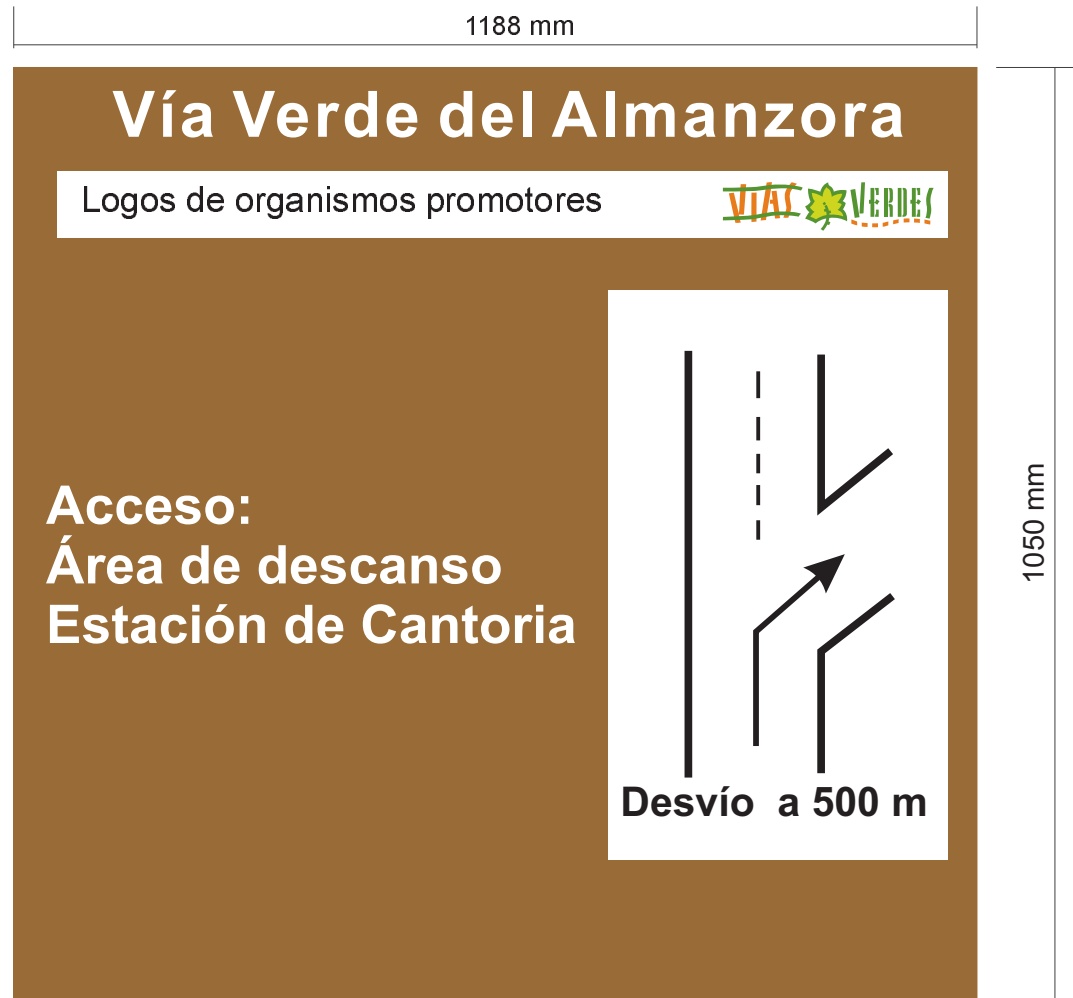 1188 mm
Vía Verde del Almanzora
Logos de organismos promotores
VIAS VERDES
Acceso:
Área de descanso
Estación de Cantoria
Desvío a 500 m
1050 mm